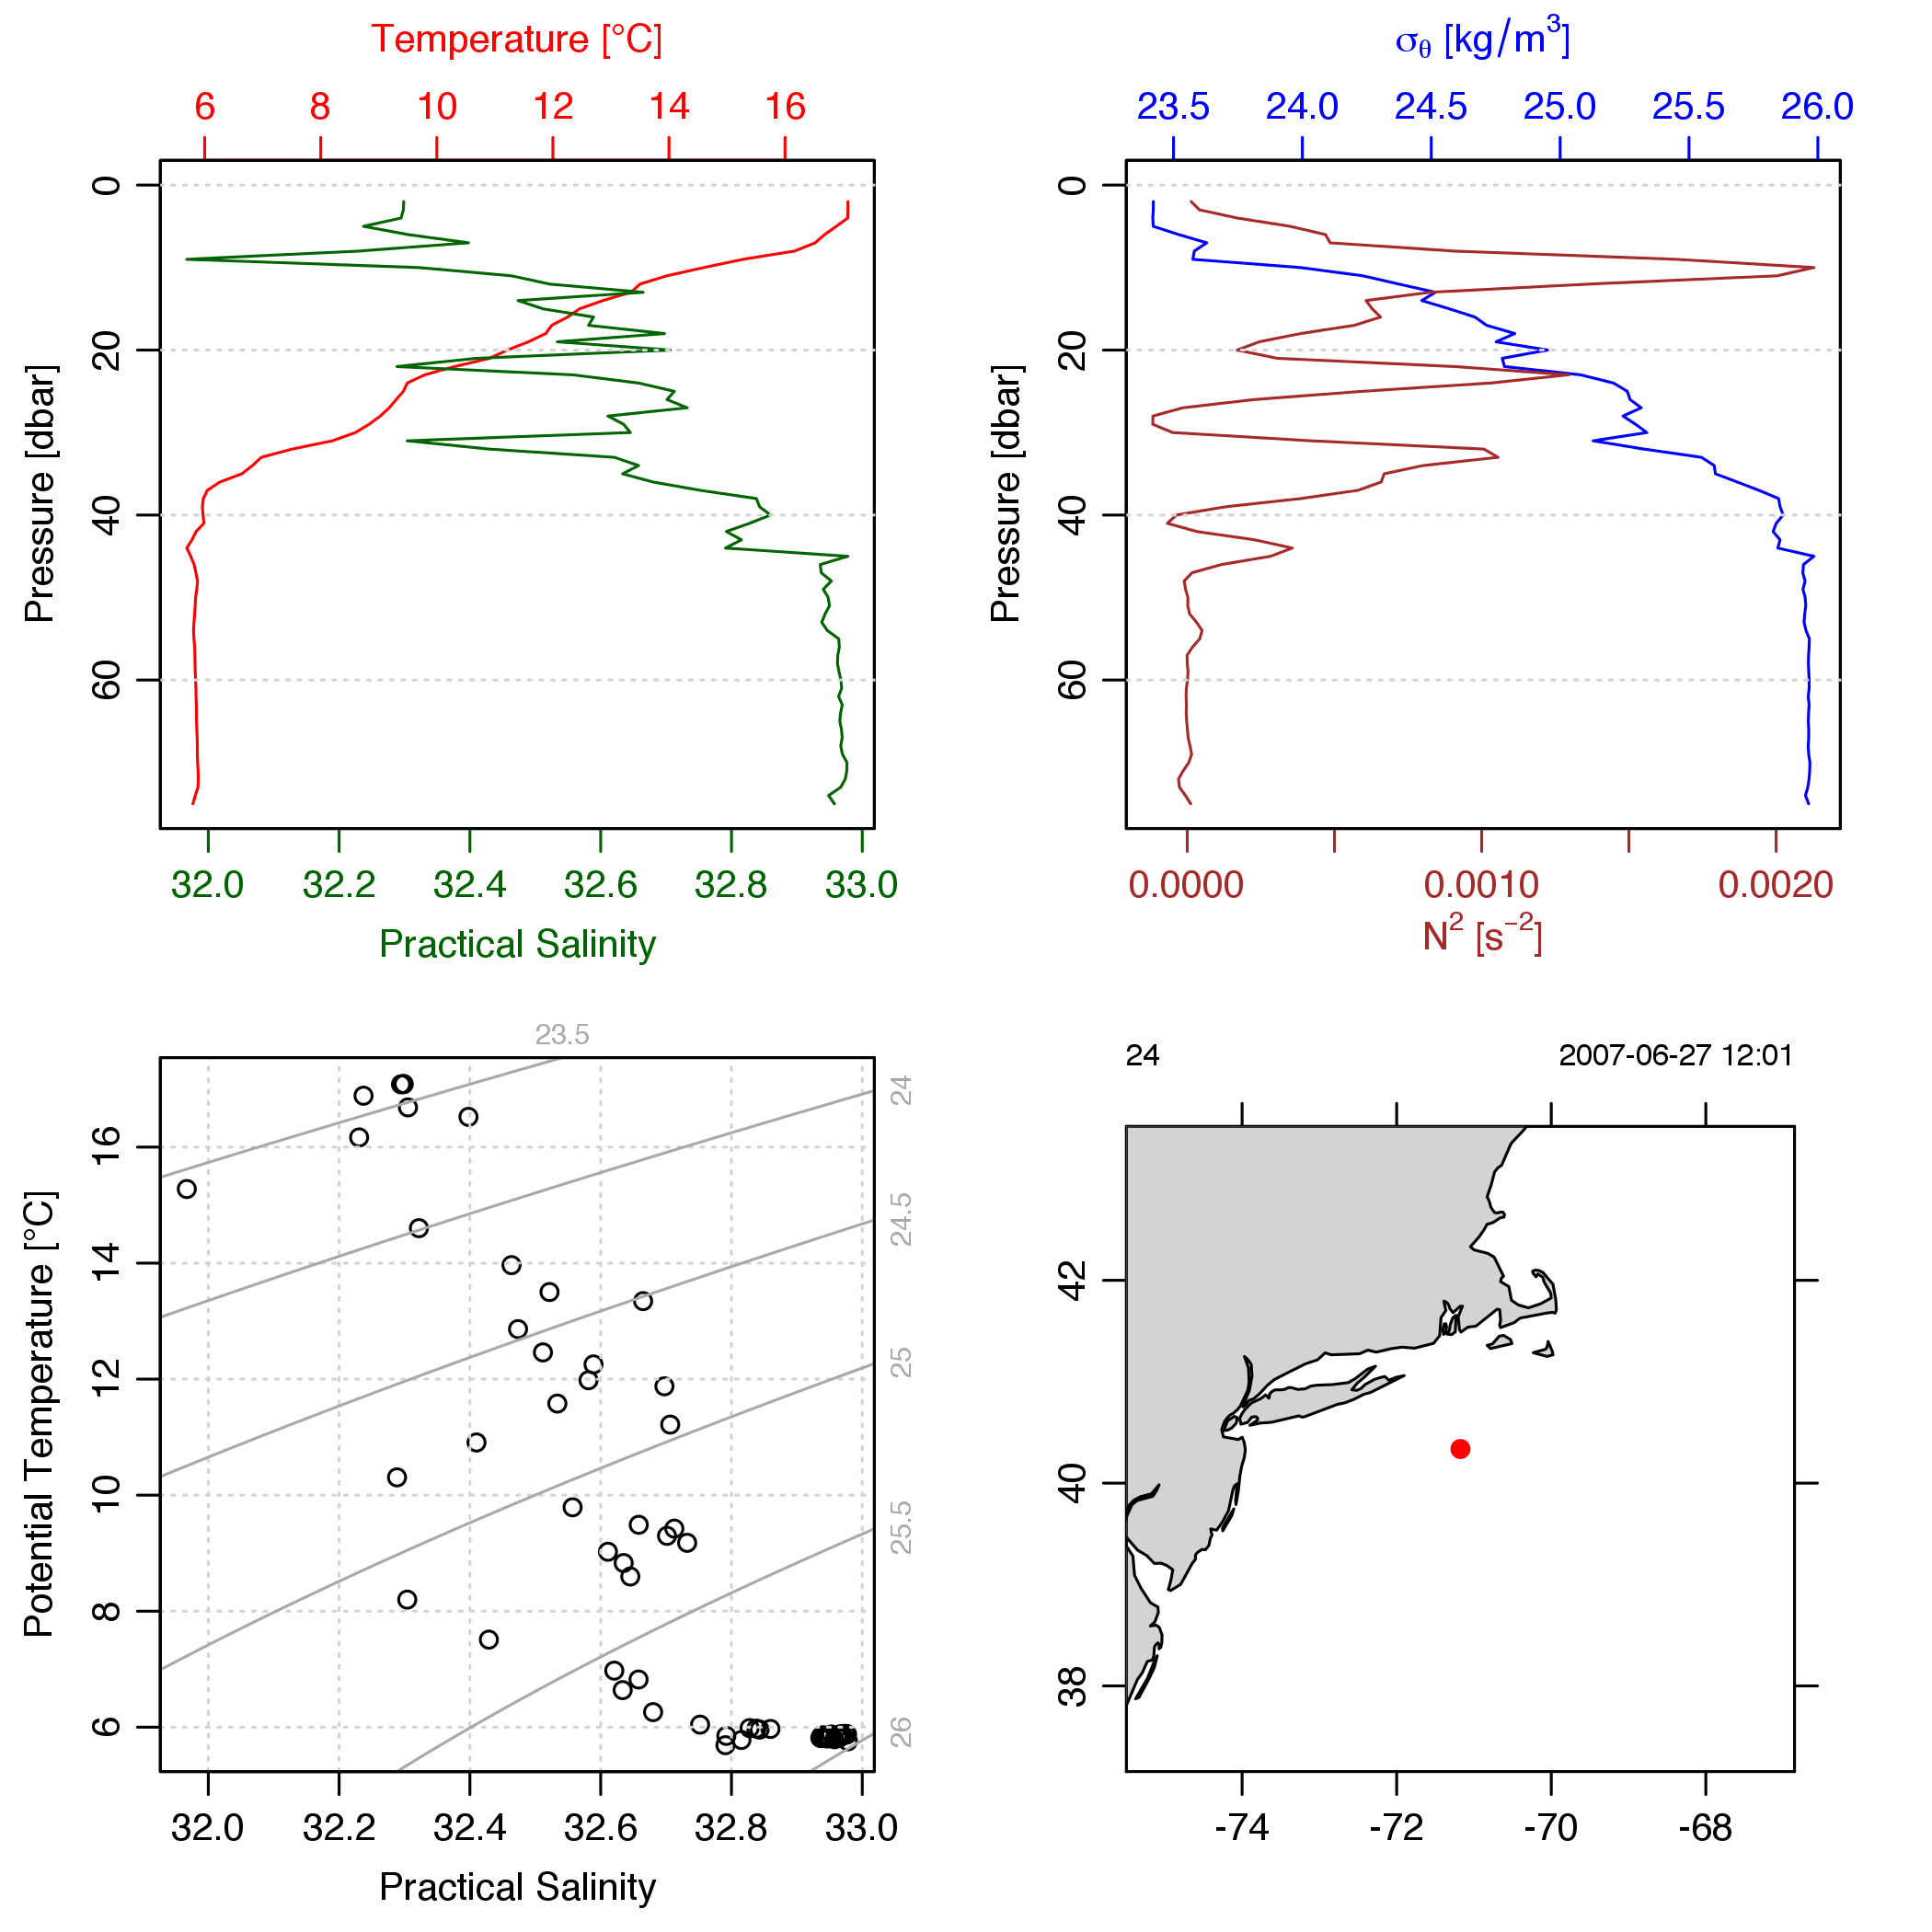 Temperature [°C]
6 8 10 12 14 16
0
20
40
60
Pressure [dbar]
32.0 32.2 32.4 32.6 32.8 33.0
Practical Salinity
σθ [kg/m³]
23.5 24.0 24.5 25.0 25.5 26.0
0
20
40
60
Pressure [dbar]
0.0000 0.0010 0.0020
N² [s⁻²]
23.5
24
24.5
25
25.5
26
16
14
12
10
8
6
Potential Temperature [°C]
32.0 32.2 32.4 32.6 32.8 33.0
Practical Salinity
24 2007-06-27 12:01
42
40
38
-74 -72 -70 -68